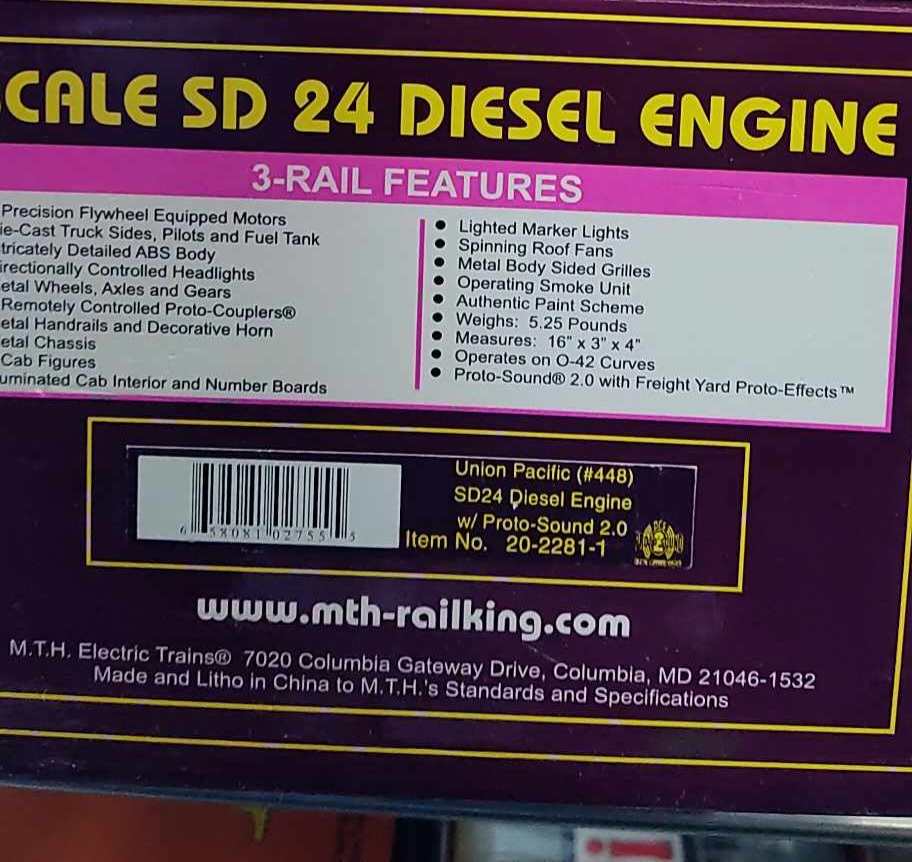 SCALE SD 24 DIESEL ENGINE
3-RAIL FEATURES
Precision Flywheel Equipped Motors
ie-Cast Truck Sides, Pilots and Fuel Tank
tricately Detailed ABS Body
irectionally Controlled Headlights
etal Wheels, Axles and Gears
Remotely Controlled Proto-Couplers®
etal Handrails and Decorative Horn
etal Chassis
Cab Figures
uminated Cab Interior and Number Boards
● Lighted Marker Lights
● Spinning Roof Fans
● Metal Body Sided Grilles
● Operating Smoke Unit
● Authentic Paint Scheme
● Weighs: 5.25 Pounds
● Measures: 16" x 3" x 4"
● Operates on O-42 Curves
● Proto-Sound® 2.0 with Freight Yard Proto-Effects™
6 58081 02755 5
Union Pacific (#448)
SD24 Diesel Engine
w/ Proto-Sound 2.0
Item No. 20-2281-1
www.mth-railking.com
M.T.H. Electric Trains® 7020 Columbia Gateway Drive, Columbia, MD 21046-1532
Made and Litho in China to M.T.H.'s Standards and Specifications